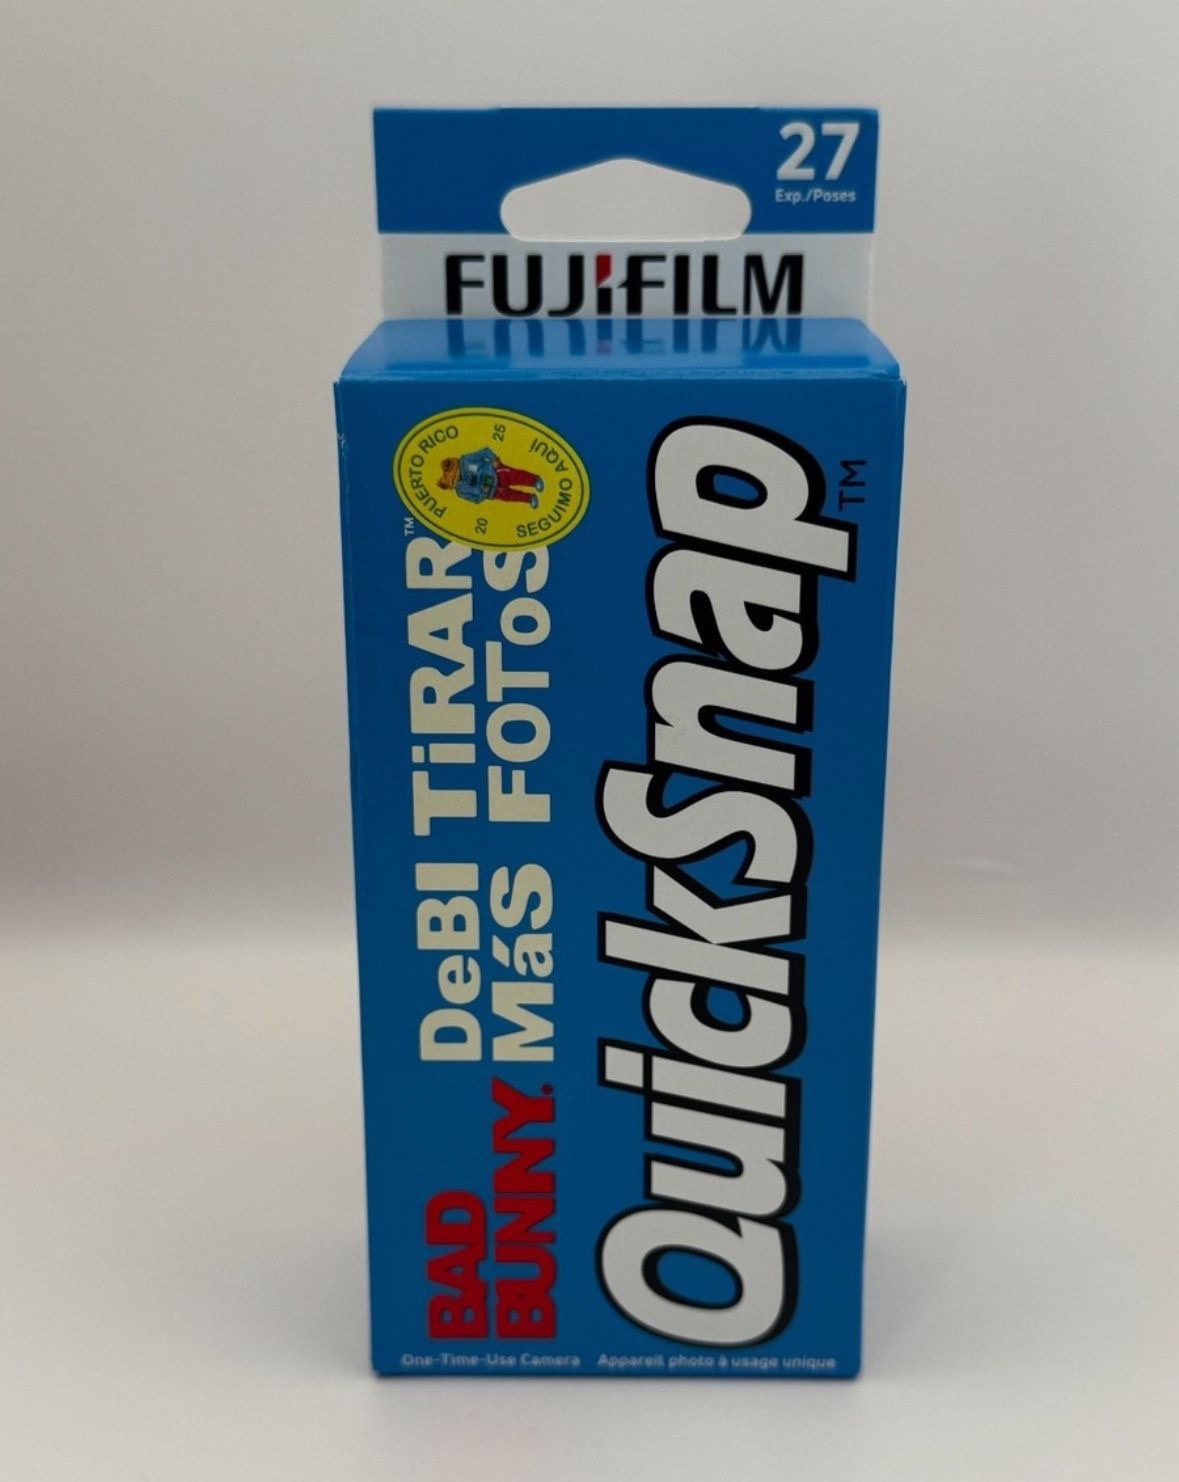 27
Exp./Poses
FUJIFILM
PUERTO RICO
20 25
SEGUIMO AQUÍ
BAD
BUNNY.
DeBI TiRAR™
MáS FOToS
QuickSnap™
One-Time-Use Camera Appareil photo à usage unique